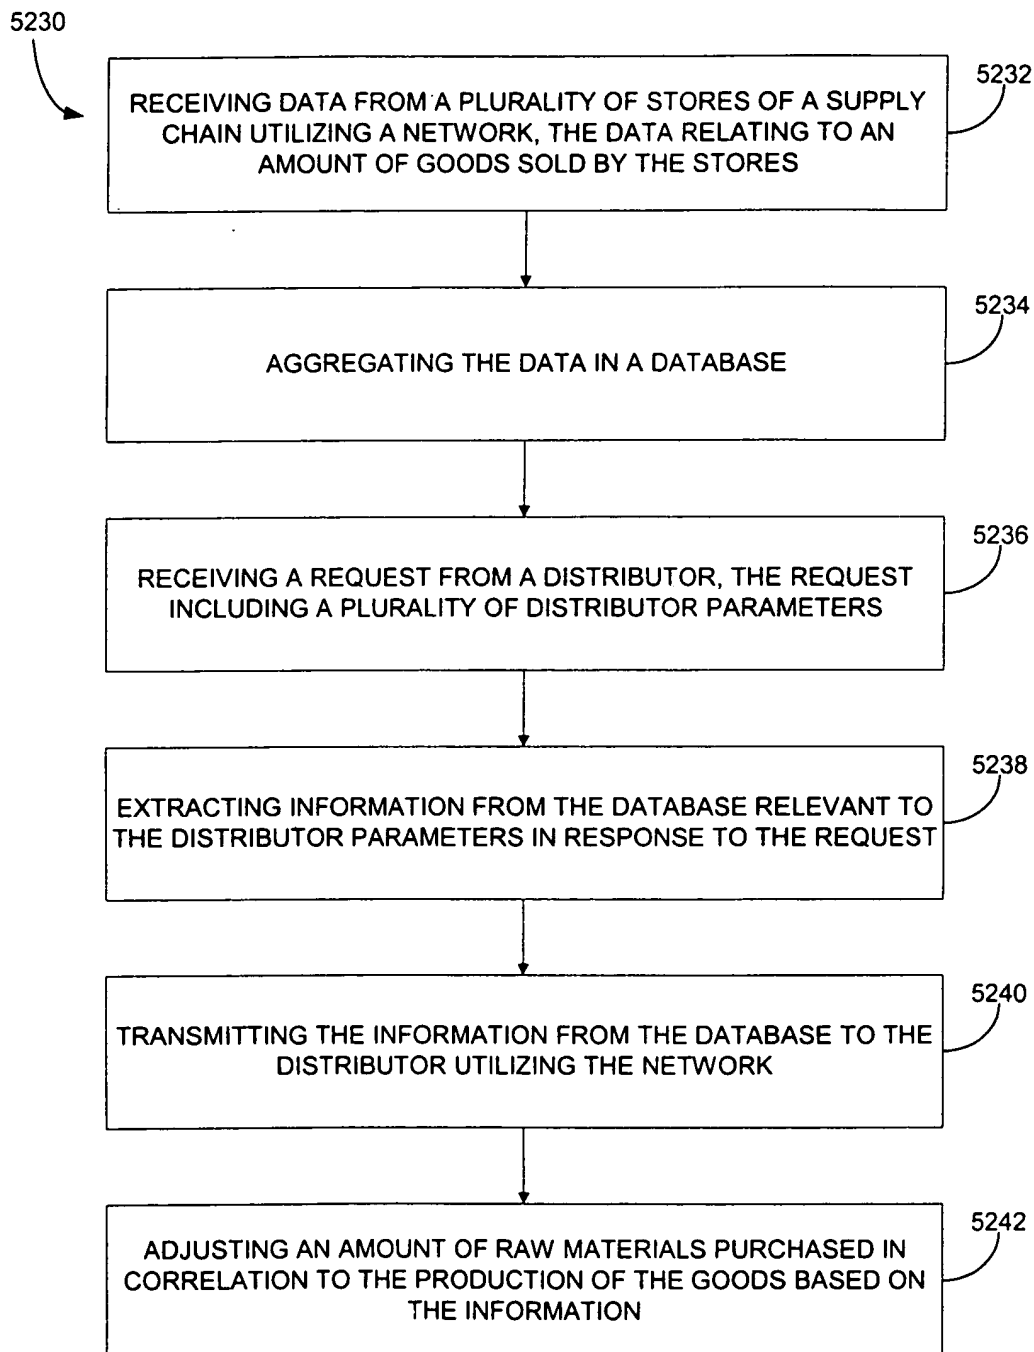 5230
5232
RECEIVING DATA FROM A PLURALITY OF STORES OF A SUPPLY
CHAIN UTILIZING A NETWORK, THE DATA RELATING TO AN
AMOUNT OF GOODS SOLD BY THE STORES
5234
AGGREGATING THE DATA IN A DATABASE
5236
RECEIVING A REQUEST FROM A DISTRIBUTOR, THE REQUEST
INCLUDING A PLURALITY OF DISTRIBUTOR PARAMETERS
5238
EXTRACTING INFORMATION FROM THE DATABASE RELEVANT TO
THE DISTRIBUTOR PARAMETERS IN RESPONSE TO THE REQUEST
5240
TRANSMITTING THE INFORMATION FROM THE DATABASE TO THE
DISTRIBUTOR UTILIZING THE NETWORK
5242
ADJUSTING AN AMOUNT OF RAW MATERIALS PURCHASED IN
CORRELATION TO THE PRODUCTION OF THE GOODS BASED ON
THE INFORMATION